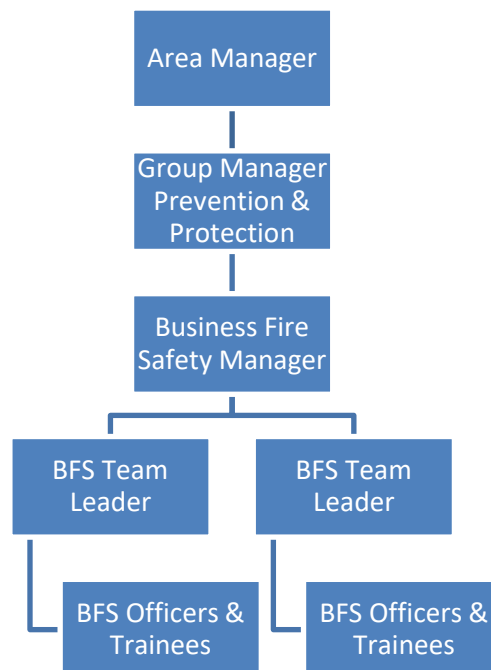 Area Manager
Group Manager
Prevention &
Protection
Business Fire
Safety Manager
BFS Team
Leader
BFS Team
Leader
BFS Officers &
Trainees
BFS Officers &
Trainees